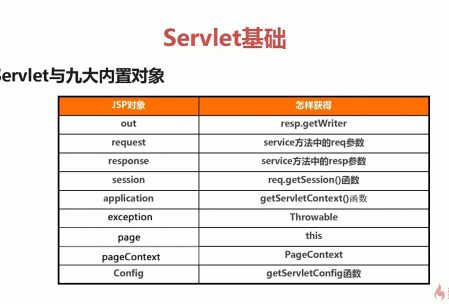 Servlet基础
Servlet与九大内置对象
JSP对象 怎样获得
out resp.getWriter
request service方法中的req参数
response service方法中的resp参数
session req.getSession()函数
application getServletContext()函数
exception Throwable
page this
pageContext PageContext
Config getServletConfig函数